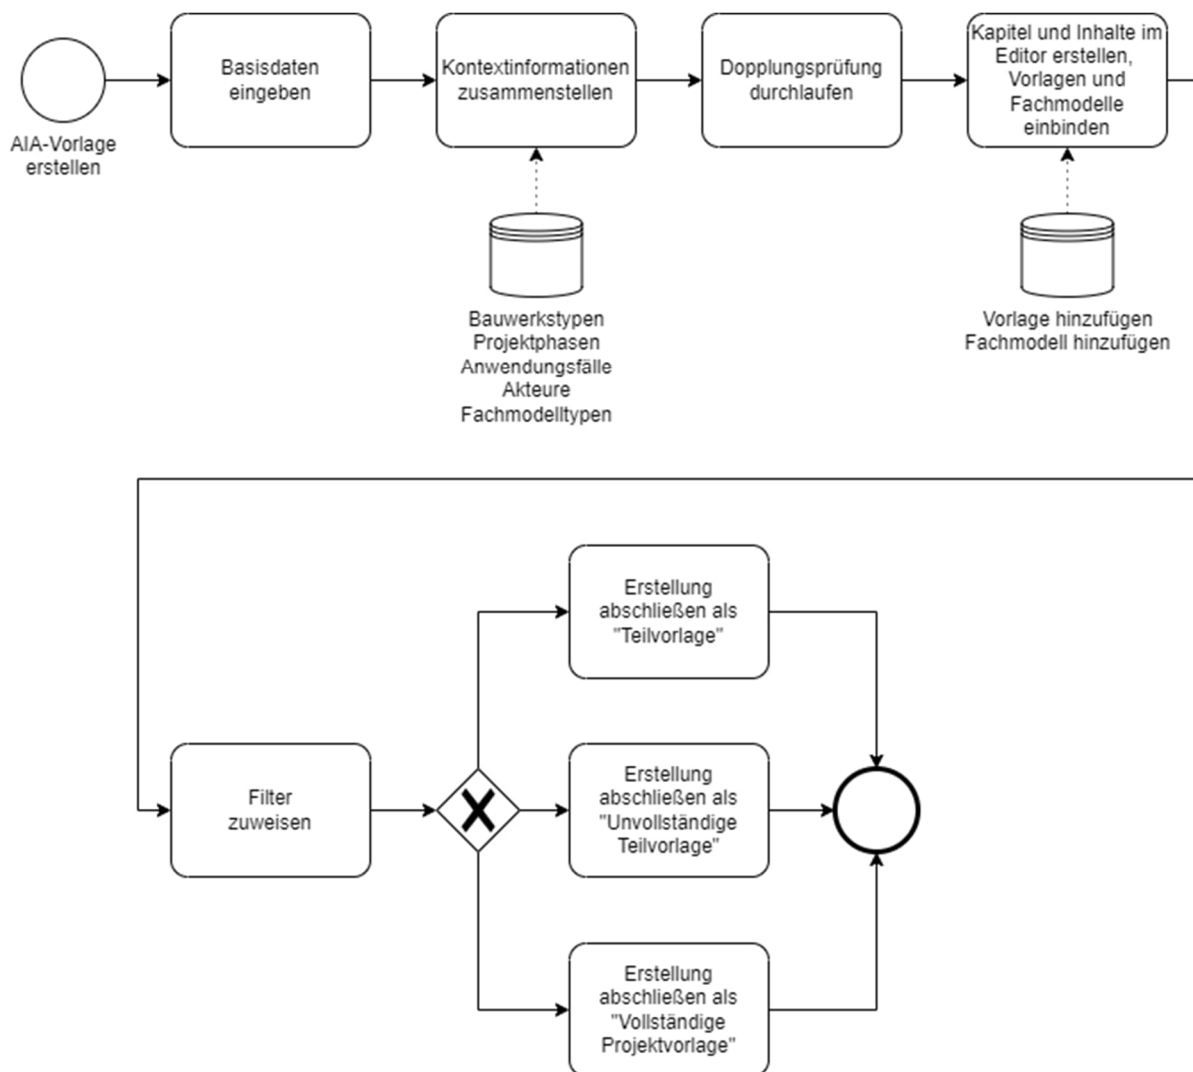 AIA-Vorlage
erstellen
Basisdaten
eingeben
Kontextinformationen
zusammenstellen
Dopplungsprüfung
durchlaufen
Kapitel und Inhalte im
Editor erstellen,
Vorlagen und
Fachmodelle
einbinden
Bauwerkstypen
Projektphasen
Anwendungsfälle
Akteure
Fachmodelltypen
Vorlage hinzufügen
Fachmodell hinzufügen
Filter
zuweisen
Erstellung
abschließen als
"Teilvorlage"
Erstellung
abschließen als
"Unvollständige
Teilvorlage"
Erstellung
abschließen als
"Vollständige
Projektvorlage"